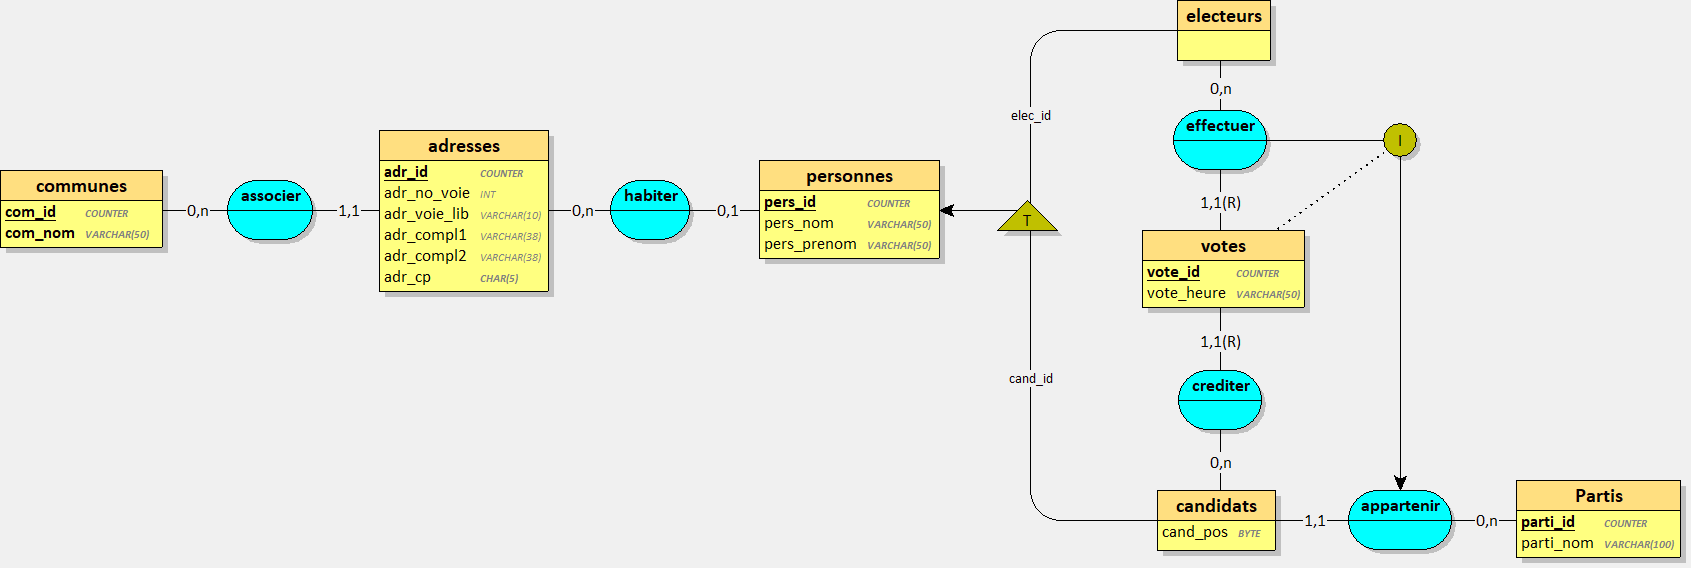 electeurs
0,n
elec_id
effectuer
I
1,1(R)
communes
com_id COUNTER
com_nom VARCHAR(50)
0,n
associer
1,1
adresses
adr_id COUNTER
adr_no_voie INT
adr_voie_lib VARCHAR(10)
adr_compl1 VARCHAR(38)
adr_compl2 VARCHAR(38)
adr_cp CHAR(5)
0,n
habiter
0,1
personnes
pers_id COUNTER
pers_nom VARCHAR(50)
pers_prenom VARCHAR(50)
T
votes
vote_id COUNTER
vote_heure VARCHAR(50)
1,1(R)
cand_id
crediter
0,n
candidats
cand_pos BYTE
1,1
appartenir
0,n
Partis
parti_id COUNTER
parti_nom VARCHAR(100)